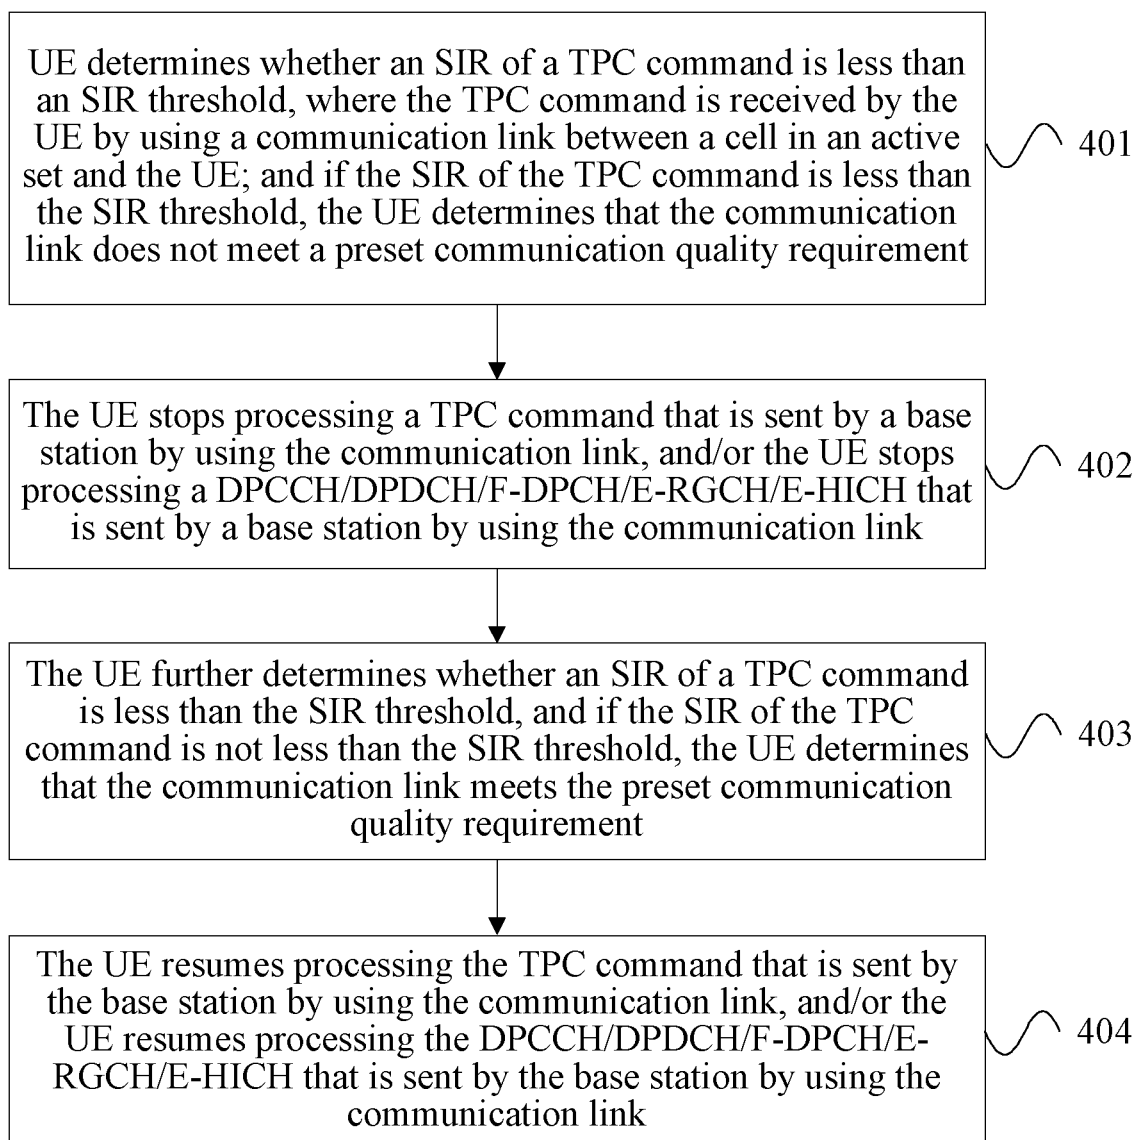 UE determines whether an SIR of a TPC command is less than
an SIR threshold, where the TPC command is received by the
UE by using a communication link between a cell in an active
set and the UE; and if the SIR of the TPC command is less than
the SIR threshold, the UE determines that the communication
link does not meet a preset communication quality requirement
401
The UE stops processing a TPC command that is sent by a base
station by using the communication link, and/or the UE stops
processing a DPCCH/DPDCH/F-DPCH/E-RGCH/E-HICH that
is sent by a base station by using the communication link
402
The UE further determines whether an SIR of a TPC command
is less than the SIR threshold, and if the SIR of the TPC
command is not less than the SIR threshold, the UE determines
that the communication link meets the preset communication
quality requirement
403
The UE resumes processing the TPC command that is sent by
the base station by using the communication link, and/or the
UE resumes processing the DPCCH/DPDCH/F-DPCH/E-
RGCH/E-HICH that is sent by the base station by using the
communication link
404